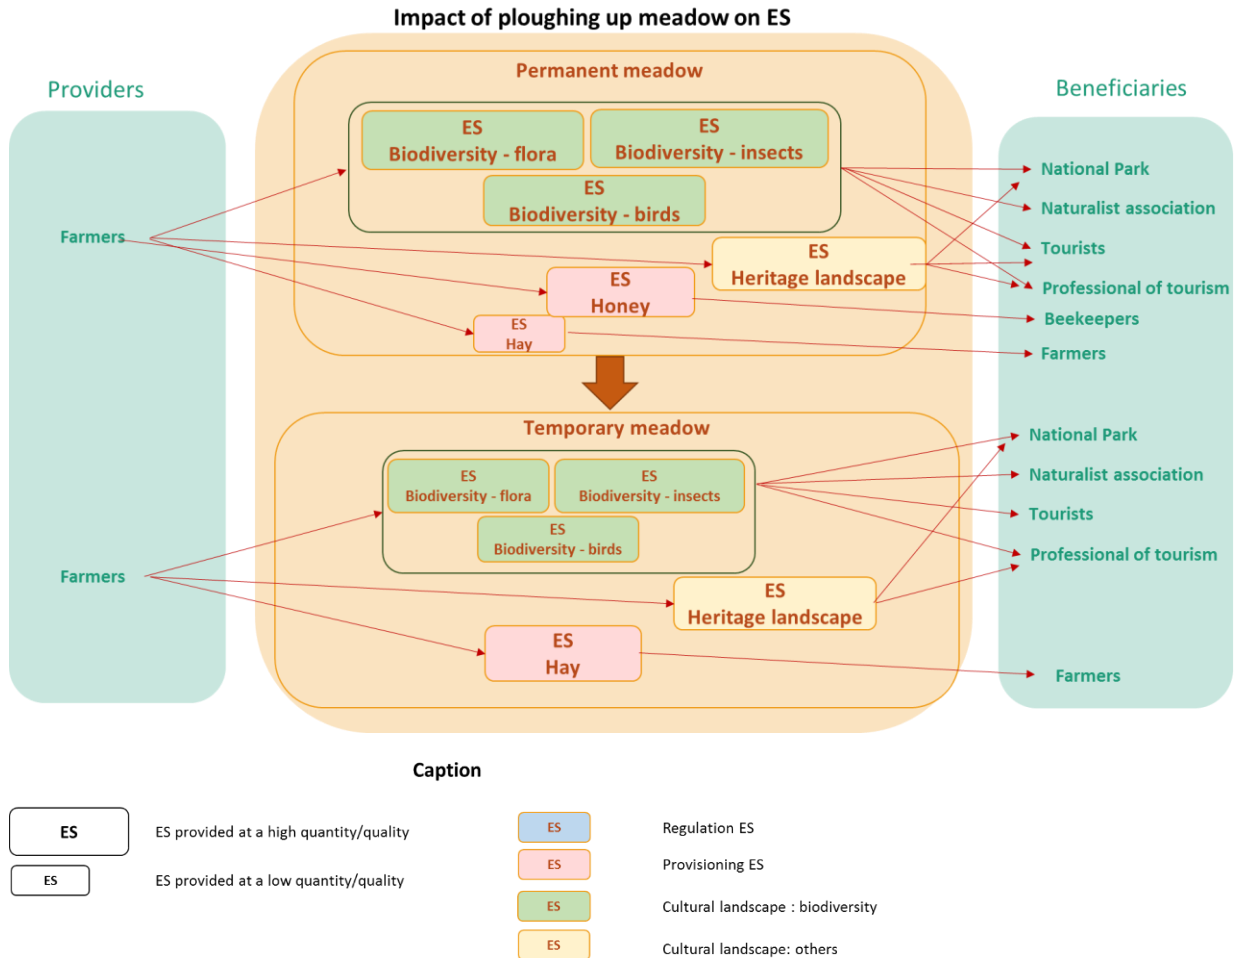 Impact of ploughing up meadow on ES
Providers
Beneficiaries
Permanent meadow
ES
Biodiversity - flora
ES
Biodiversity - insects
ES
Biodiversity - birds
Farmers
ES
Heritage landscape
ES
Honey
ES
Hay
National Park
Naturalist association
Tourists
Professional of tourism
Beekeepers
Farmers
Temporary meadow
ES
Biodiversity - flora
ES
Biodiversity - insects
ES
Biodiversity - birds
Farmers
ES
Heritage landscape
ES
Hay
National Park
Naturalist association
Tourists
Professional of tourism
Farmers
Caption
ES
ES provided at a high quantity/quality
ES
ES provided at a low quantity/quality
ES
Regulation ES
ES
Provisioning ES
ES
Cultural landscape : biodiversity
ES
Cultural landscape: others